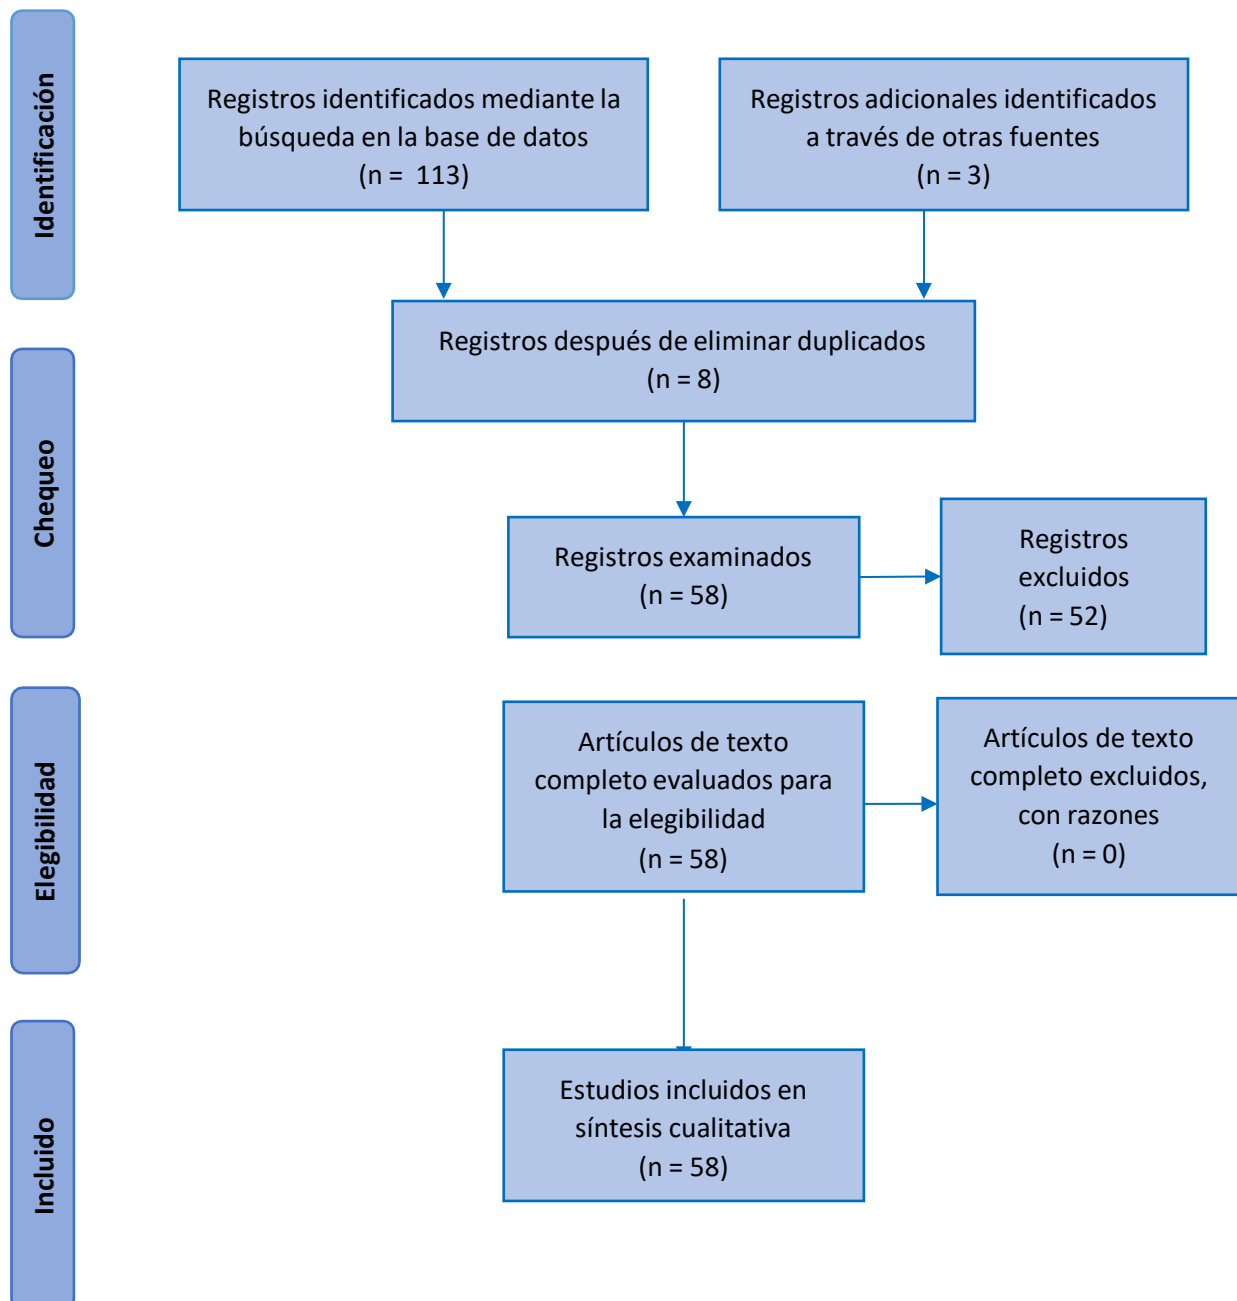 Identificación
Registros identificados mediante la
búsqueda en la base de datos
(n = 113)
Registros adicionales identificados
a través de otras fuentes
(n = 3)
Registros después de eliminar duplicados
(n = 8)
Chequeo
Registros examinados
(n = 58)
Registros
excluidos
(n = 52)
Elegibilidad
Artículos de texto
completo evaluados para
la elegibilidad
(n = 58)
Artículos de texto
completo excluidos,
con razones
(n = 0)
Incluido
Estudios incluidos en
síntesis cualitativa
(n = 58)